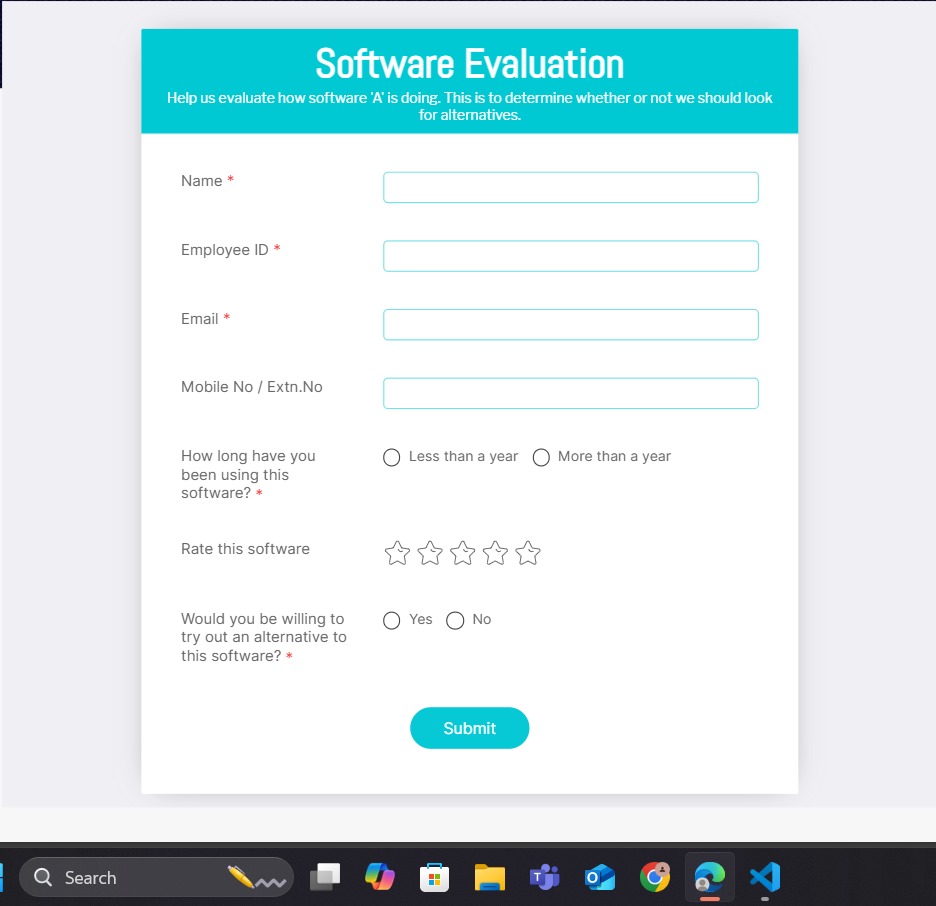 Software Evaluation
Help us evaluate how software 'A' is doing. This is to determine whether or not we should look
for alternatives.
Name *
Employee ID *
Email *
Mobile No / Extn.No
How long have you
been using this
software? *
Less than a year
More than a year
Rate this software
Would you be willing to
try out an alternative to
this software? *
Yes
No
Submit
Search